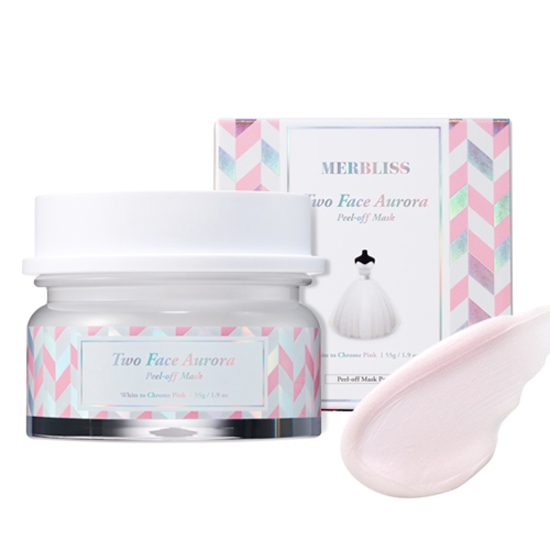 MERBLISS
Two Face Aurora
Peel-off Mask
White to Chrome Pink | 55g / 1.9 oz
Peel-off Mask
Two Face Aurora
Peel-off Mask
White to Chrome Pink | 55g / 1.9 oz